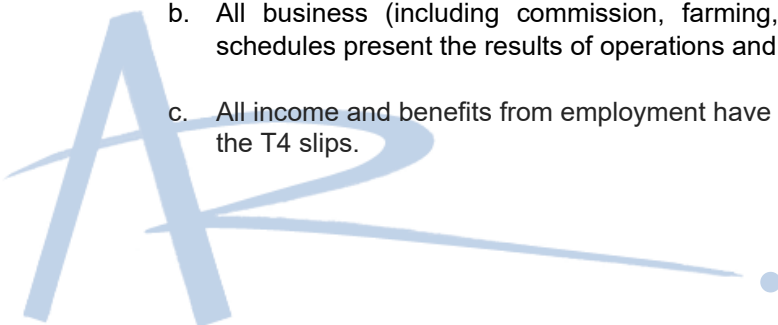 b. All business (including commission, farming,
schedules present the results of operations and
c. All income and benefits from employment have
the T4 slips.
AR